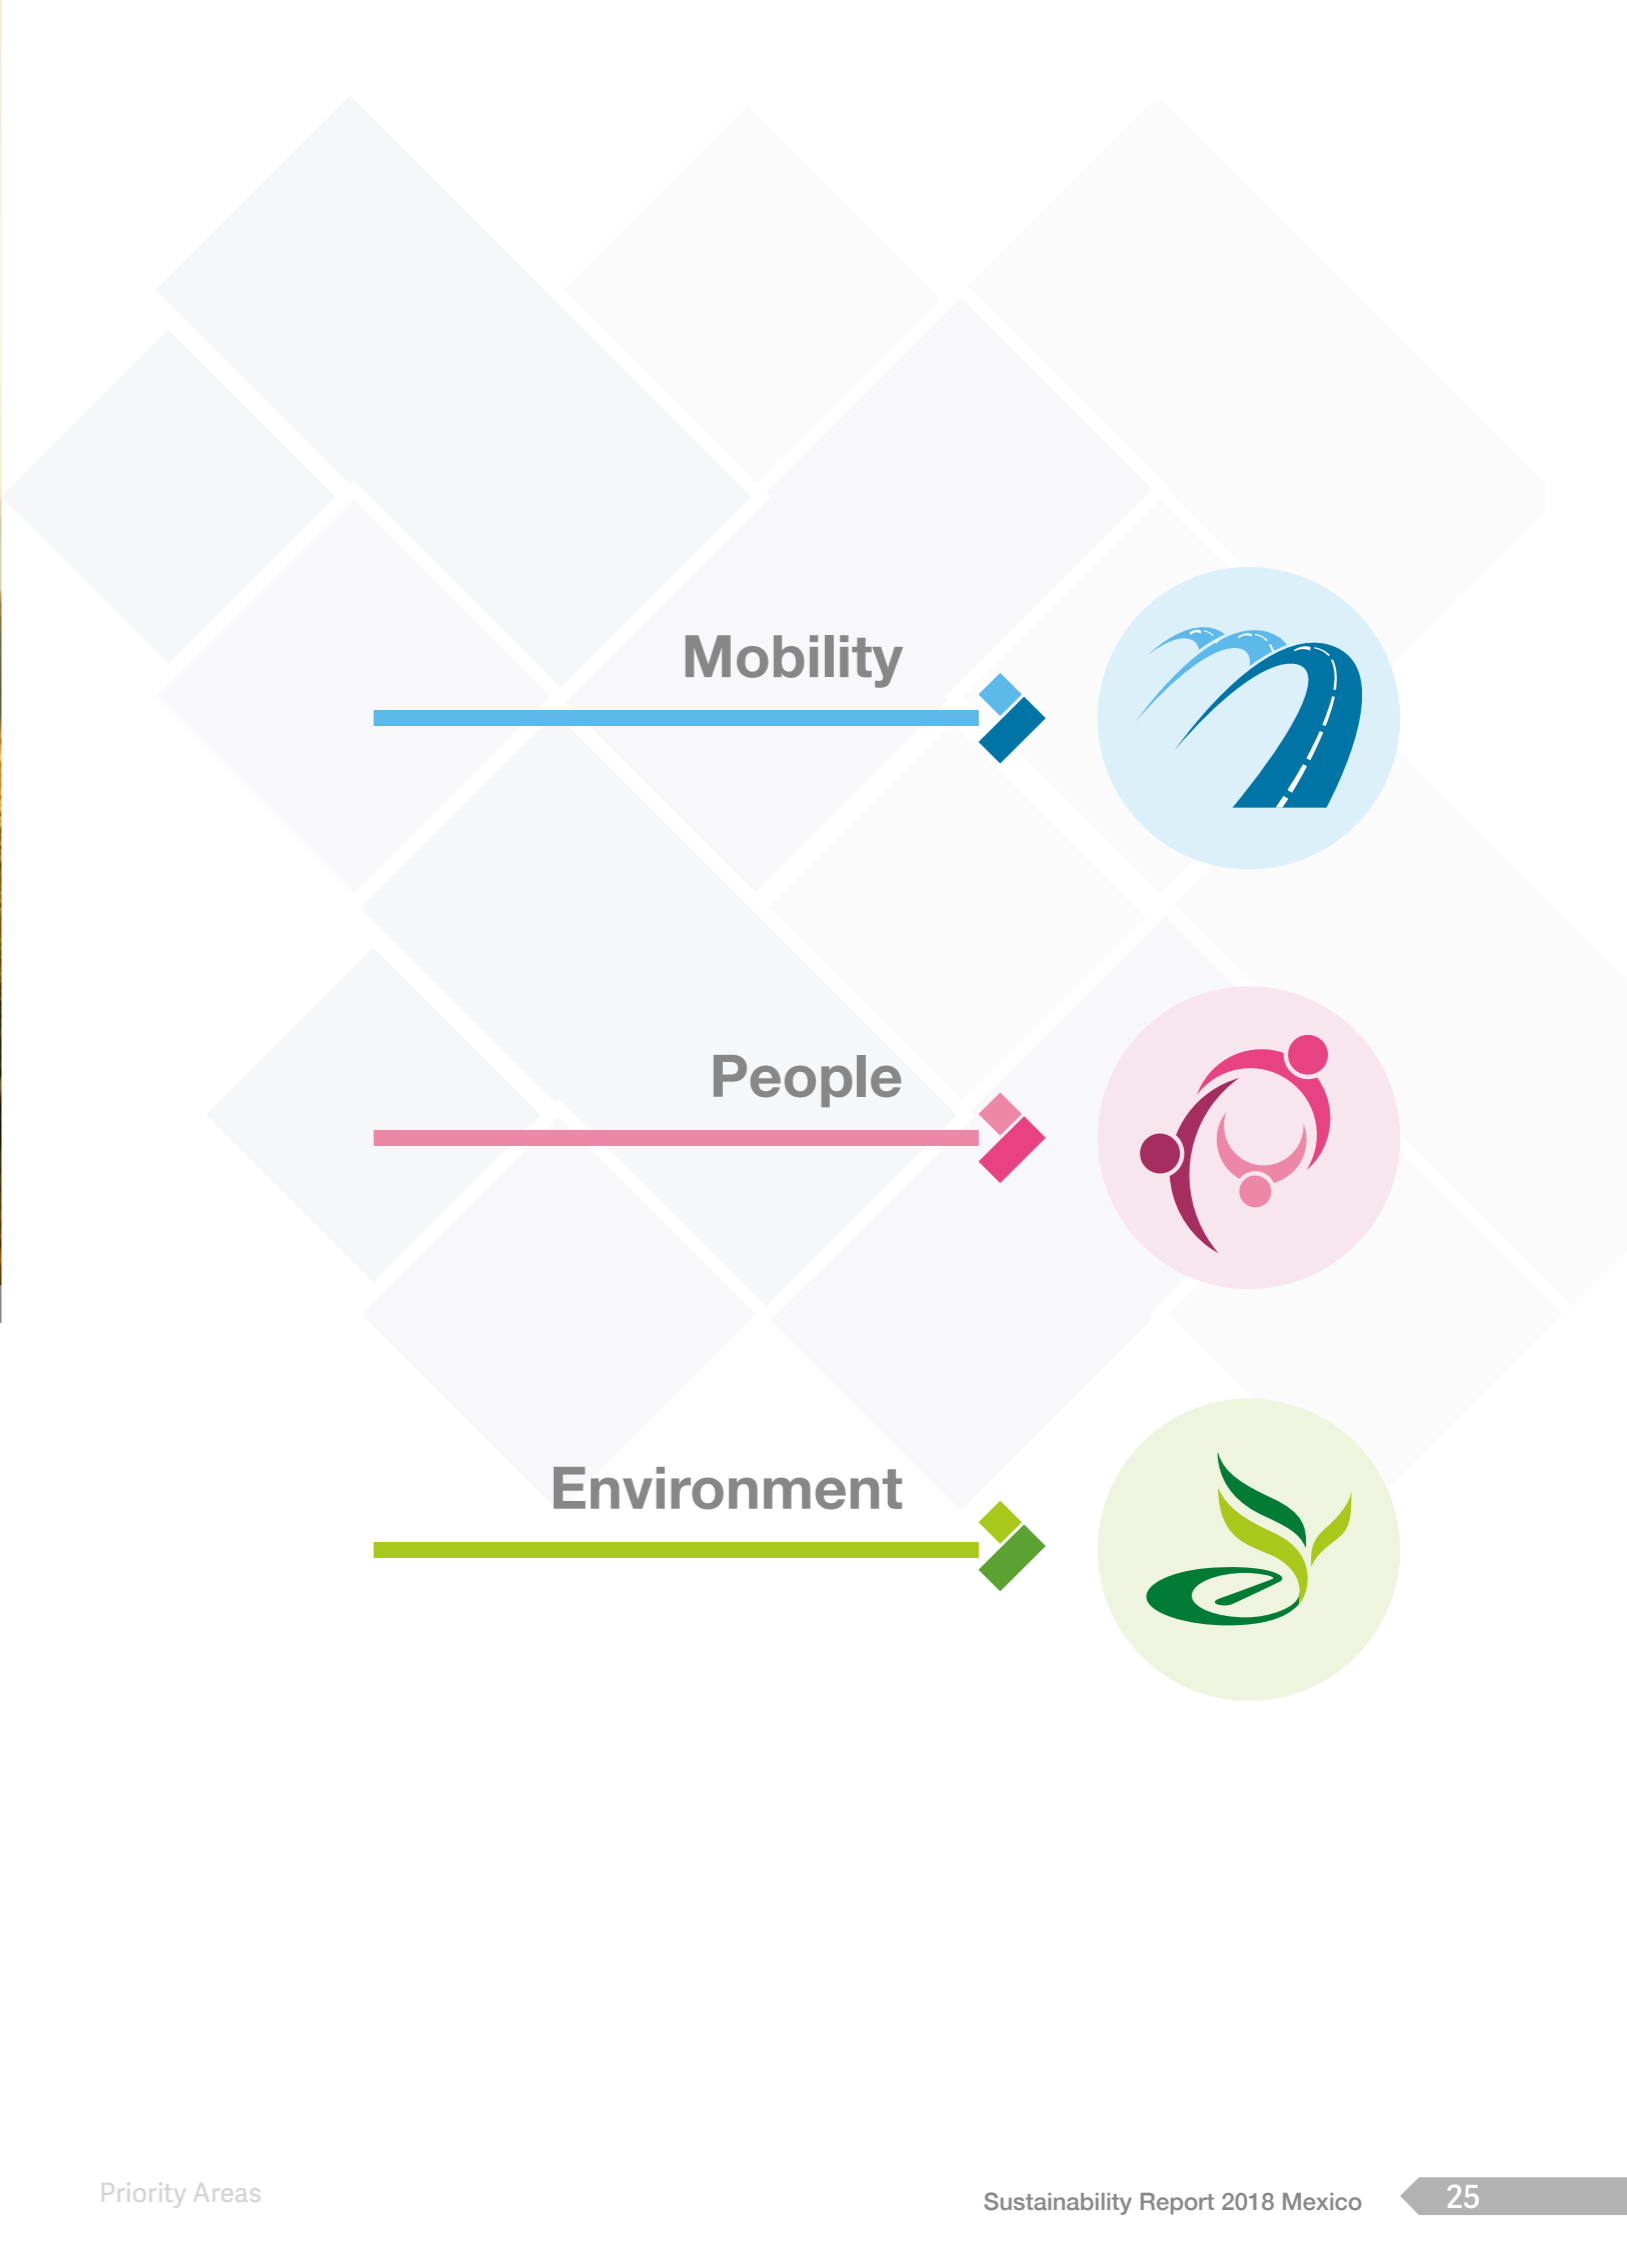 Mobility
People
Environment
Priority Areas
Sustainability Report 2018 Mexico
25